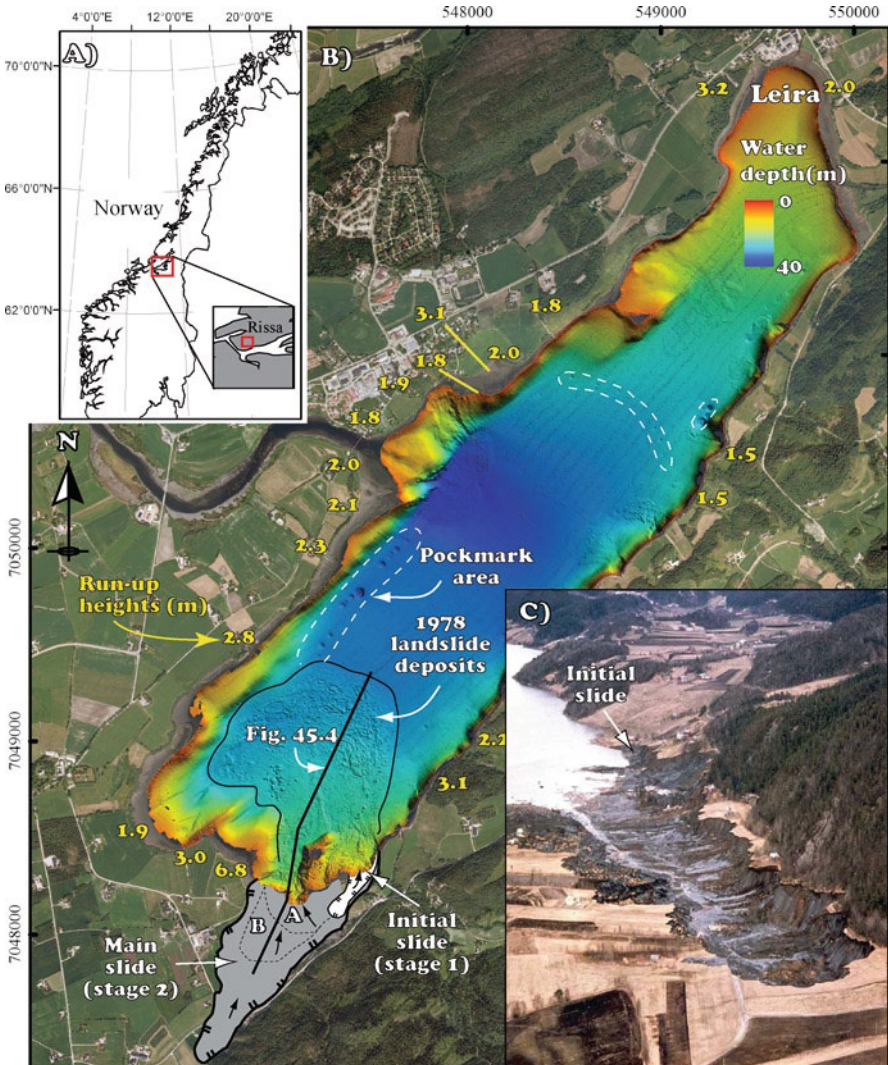 4°0'0"E 12°0'0"E 20°0'0"E
A)
70°0'0"N
66°0'0"N
62°0'0"N
Norway
Rissa
548000 549000 550000
B)
3.2
Leira
2.0
Water
depth(m)
0
40
3.1
1.8
2.0
1.8
1.9
1.8
N
2.0
2.1
2.3
1.5
1.5
7050000
7049000
7048000
Pockmark
area
Run-up
heights (m)
2.8
1978
landslide
deposits
Fig. 45.4
2.2
3.1
1.9
3.0
6.8
B
A
Main
slide
(stage 2)
Initial
slide
(stage 1)
C)
Initial
slide